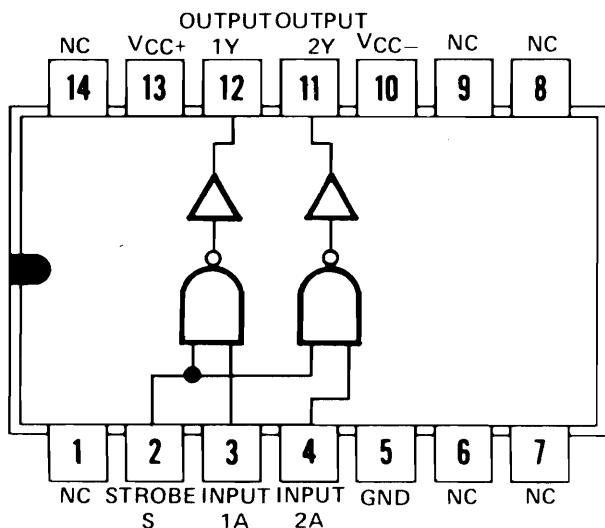 OUTPUT OUTPUT
NC VCC+ 1Y 2Y VCC− NC NC
14 13 12 11 10 9 8
1 2 3 4 5 6 7
NC STROBE INPUT INPUT GND NC NC
S 1A 2A